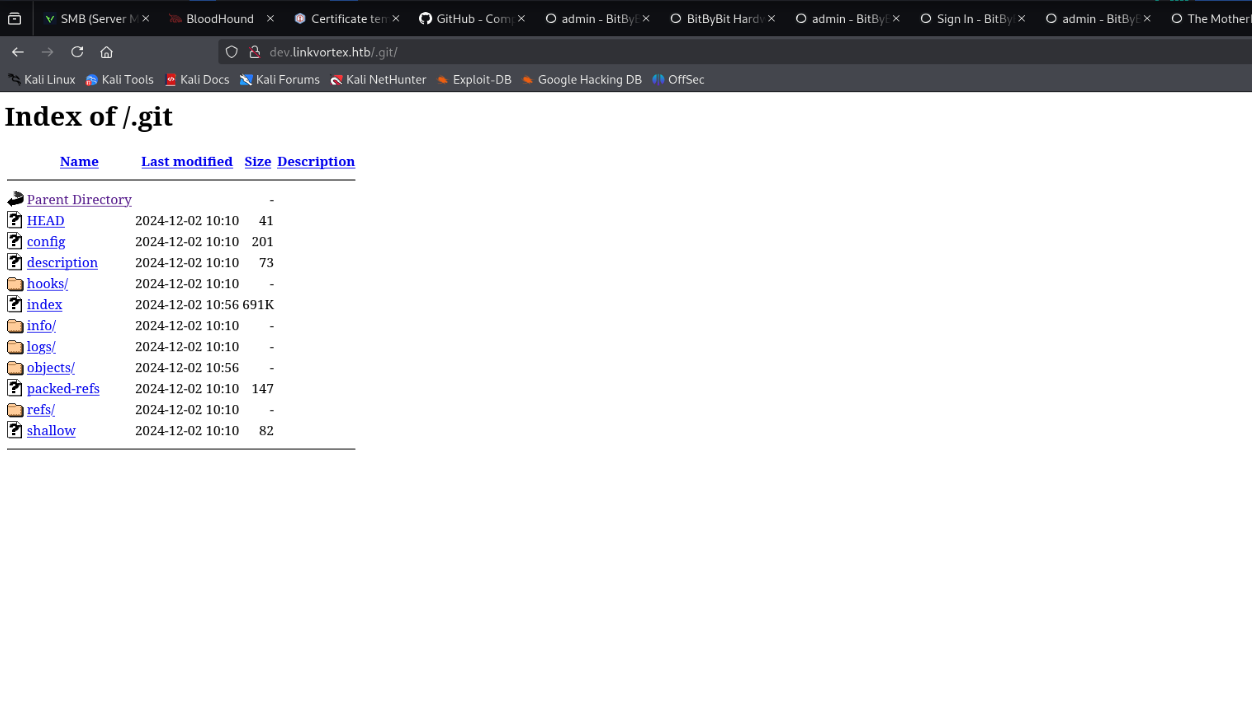 SMB (Server M
BloodHound
Certificate tem
GitHub - Comp
admin - BitByB
BitByBit Hardw
admin - BitByB
Sign In - BitBy
admin - BitByB
The Motherb
dev.linkvortex.htb/.git/
Kali Linux Kali Tools Kali Docs Kali Forums Kali NetHunter Exploit-DB Google Hacking DB OffSec
Index of /.git
Name Last modified Size Description
Parent Directory -
HEAD 2024-12-02 10:10 41
config 2024-12-02 10:10 201
description 2024-12-02 10:10 73
hooks/ 2024-12-02 10:10 -
index 2024-12-02 10:56 691K
info/ 2024-12-02 10:10 -
logs/ 2024-12-02 10:10 -
objects/ 2024-12-02 10:56 -
packed-refs 2024-12-02 10:10 147
refs/ 2024-12-02 10:10 -
shallow 2024-12-02 10:10 82